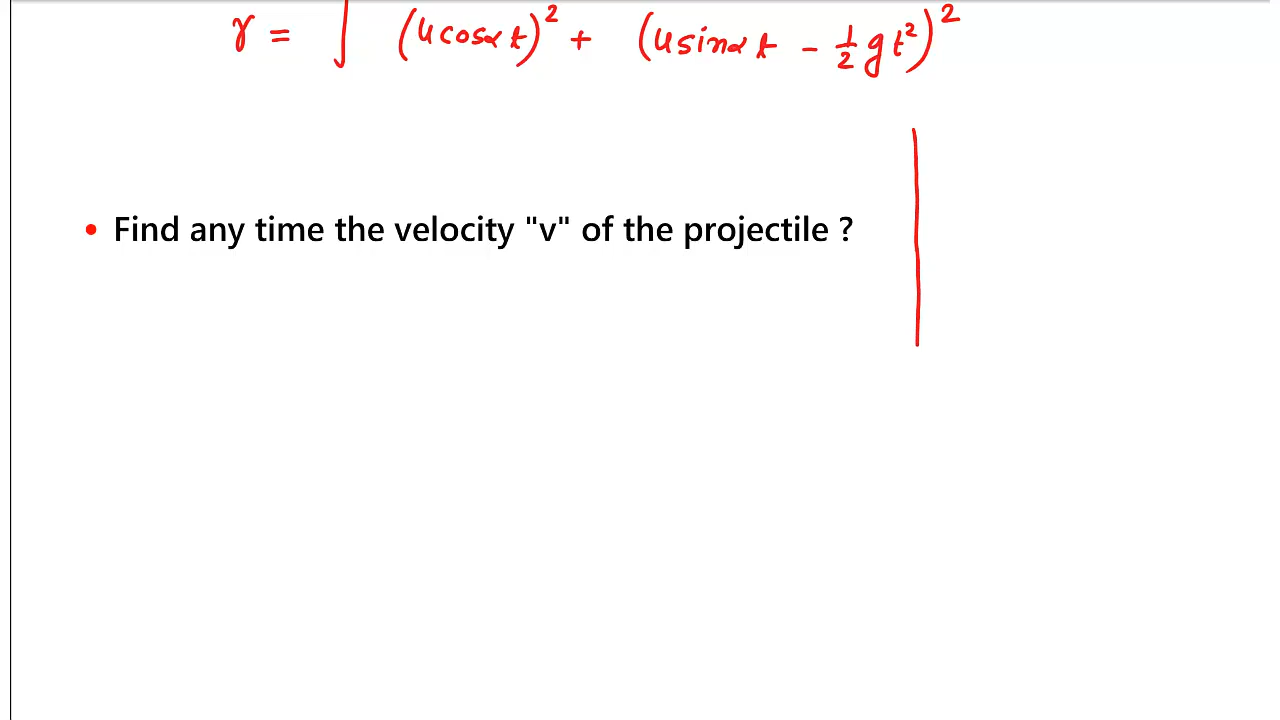 r = √ (u cosα t)² + (u sinα t - ½ g t²)²
• Find any time the velocity "v" of the projectile ?